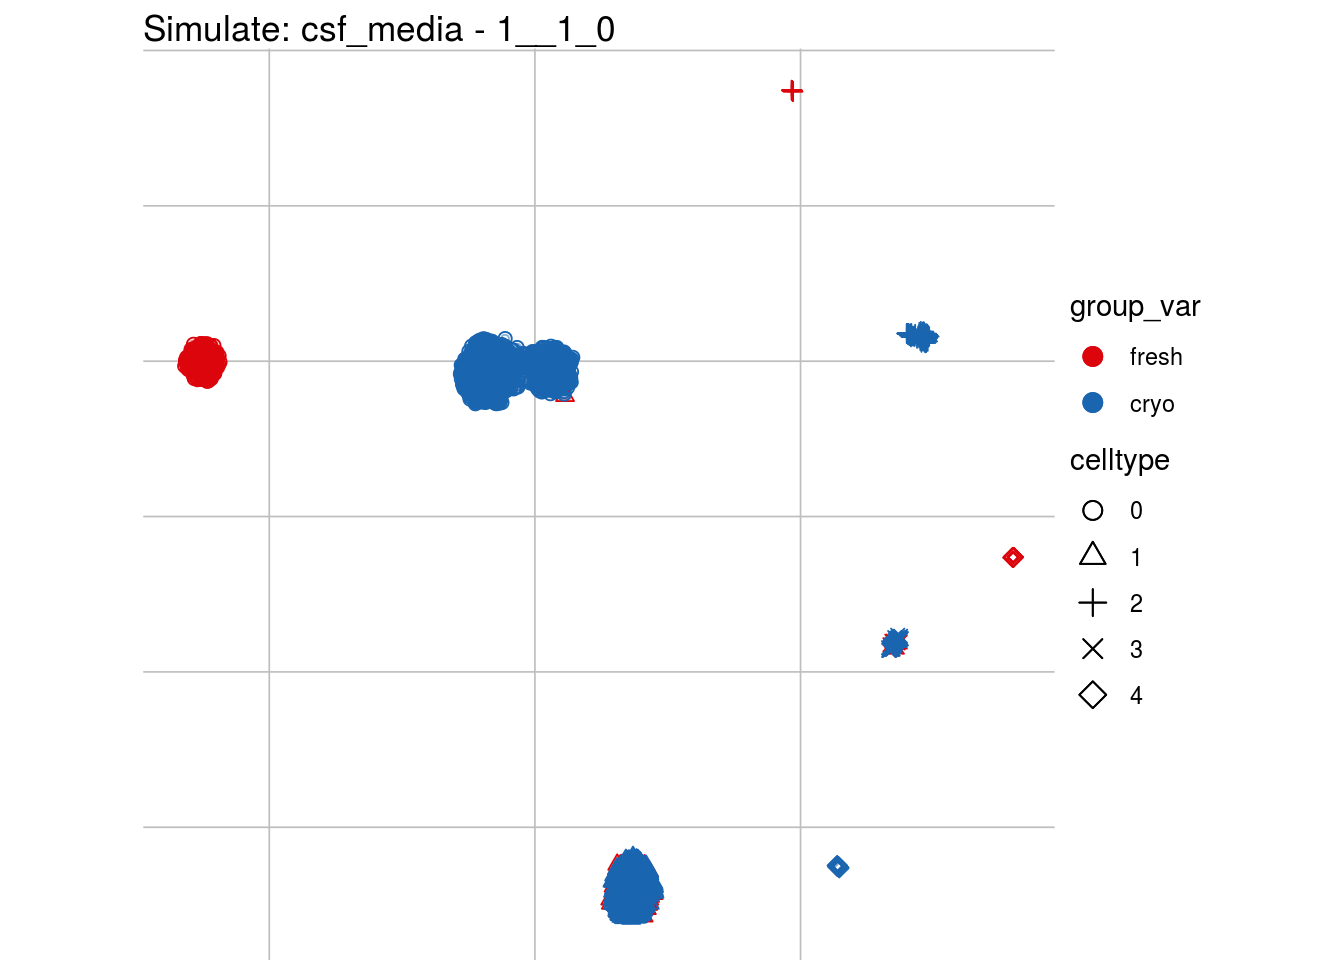 Simulate: csf_media - 1__1_0
group_var
fresh
cryo
celltype
0
1
2
3
4